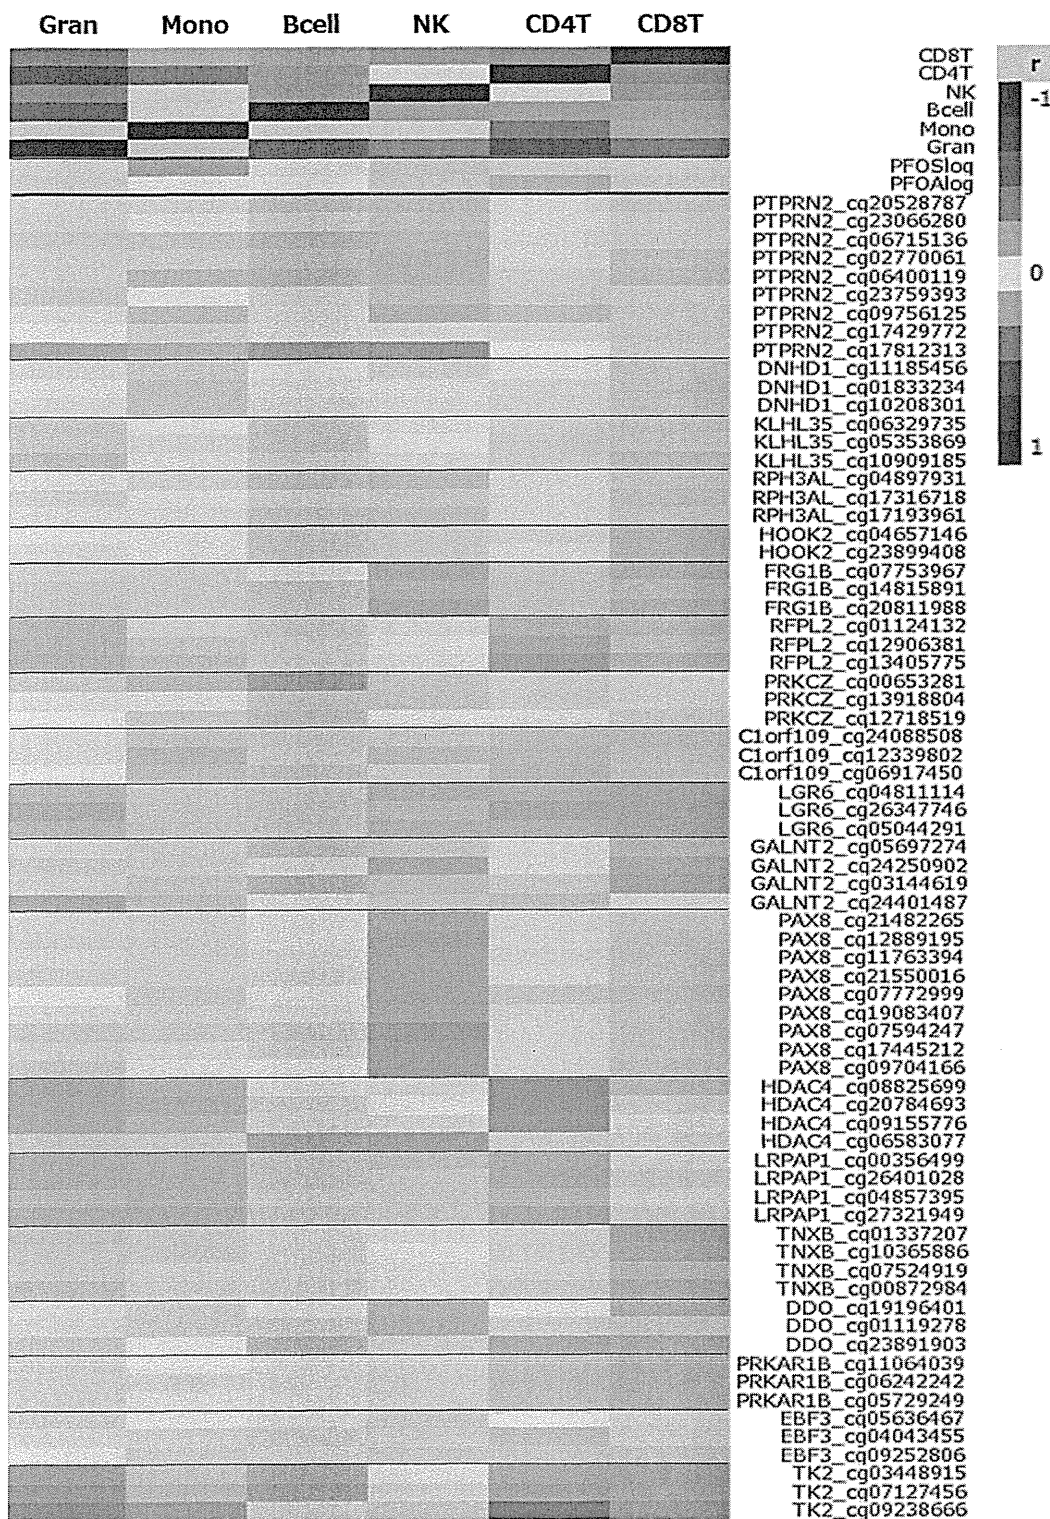 Gran Mono Bcell NK CD4T CD8T
CD8T
CD4T
NK
Bcell
Mono
Gran
PFOSlog
PFOAlog
PTPRN2_cg20528787
PTPRN2_cg23066280
PTPRN2_cg06715136
PTPRN2_cg02770061
PTPRN2_cg06400119
PTPRN2_cg23759393
PTPRN2_cg09756125
PTPRN2_cg17429772
PTPRN2_cg17812313
DNHD1_cg11185456
DNHD1_cg01833234
DNHD1_cg10208301
KLHL35_cg06329735
KLHL35_cg05353869
KLHL35_cg10909185
RPH3AL_cg04897931
RPH3AL_cg17316718
RPH3AL_cg17193961
HOOK2_cg04657146
HOOK2_cg23899408
FRG1B_cg07753967
FRG1B_cg14815891
FRG1B_cg20811988
RFPL2_cg01124132
RFPL2_cg12906381
RFPL2_cg13405775
PRKCZ_cg00653281
PRKCZ_cg13918804
PRKCZ_cg12718519
C1orf109_cg24088508
C1orf109_cg12339802
C1orf109_cg06917450
LGR6_cg04811114
LGR6_cg26347746
LGR6_cg05044291
GALNT2_cg05697274
GALNT2_cg24250902
GALNT2_cg03144619
GALNT2_cg24401487
PAX8_cg21482265
PAX8_cg12889195
PAX8_cg11763394
PAX8_cg21550016
PAX8_cg07772999
PAX8_cg19083407
PAX8_cg07594247
PAX8_cg17445212
PAX8_cg09704166
HDAC4_cg08825699
HDAC4_cg20784693
HDAC4_cg09155776
HDAC4_cg06583077
LRPAP1_cg00356499
LRPAP1_cg26401028
LRPAP1_cg04857395
LRPAP1_cg27321949
TNXB_cg01337207
TNXB_cg10365886
TNXB_cg07524919
TNXB_cg00872984
DDO_cg19196401
DDO_cg01119278
DDO_cg23891903
PRKAR1B_cg11064039
PRKAR1B_cg06242242
PRKAR1B_cg05729249
EBF3_cg05636467
EBF3_cg04043455
EBF3_cg09252806
TK2_cg03448915
TK2_cg07127456
TK2_cg09238666
r
-1
0
1